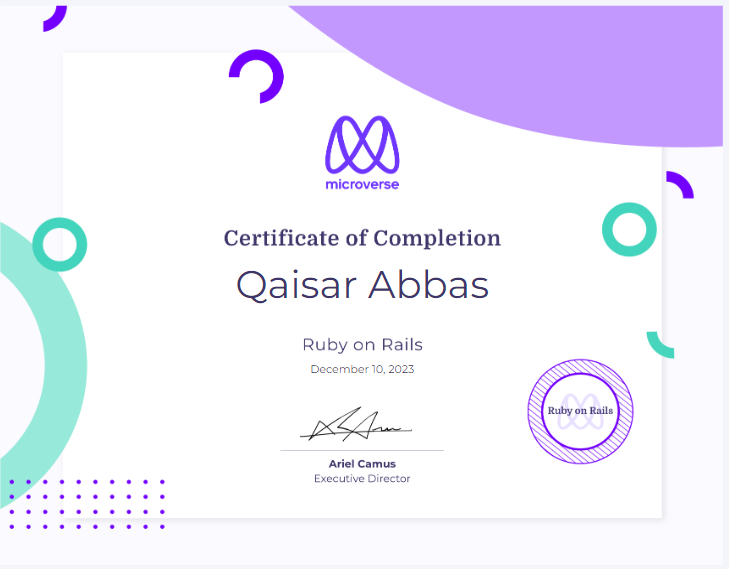 microverse
Certificate of Completion
Qaisar Abbas
Ruby on Rails
December 10, 2023
Ruby on Rails
Ariel Camus
Executive Director